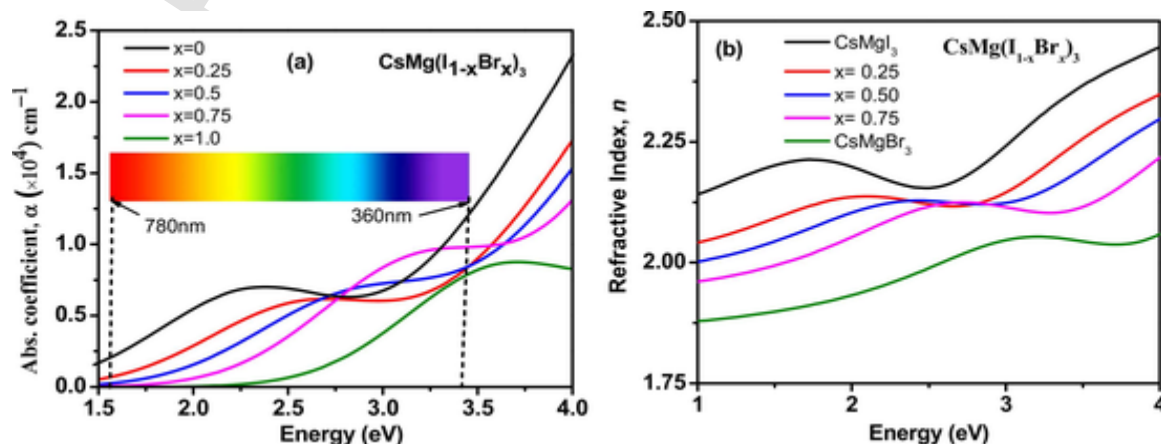 2.5
2.0
1.5
1.0
0.5
0.0
Abs. coefficient, α (×10⁴) cm⁻¹
x=0
x=0.25
x=0.5
x=0.75
x=1.0
(a)
CsMg(I₁₋ₓBrₓ)₃
780nm
360nm
1.5 2.0 2.5 3.0 3.5 4.0
Energy (eV)
2.50
2.25
2.00
1.75
Refractive Index, n
(b)
CsMgI₃
x= 0.25
x= 0.50
x= 0.75
CsMgBr₃
CsMg(I₁₋ₓBrₓ)₃
1 2 3 4
Energy (eV)